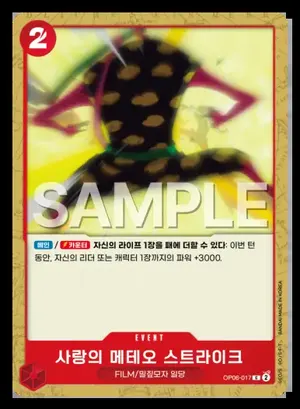 2
SAMPLE
메인 / 카운터 자신의 라이프 1장을 패에 더할 수 있다: 이번 턴
동안, 자신의 리더 또는 캐릭터 1장까지의 파워 +3000.
EVENT
사랑의 메테오 스트라이크
FILM/밀짚모자 일당
OP06-017 R 2